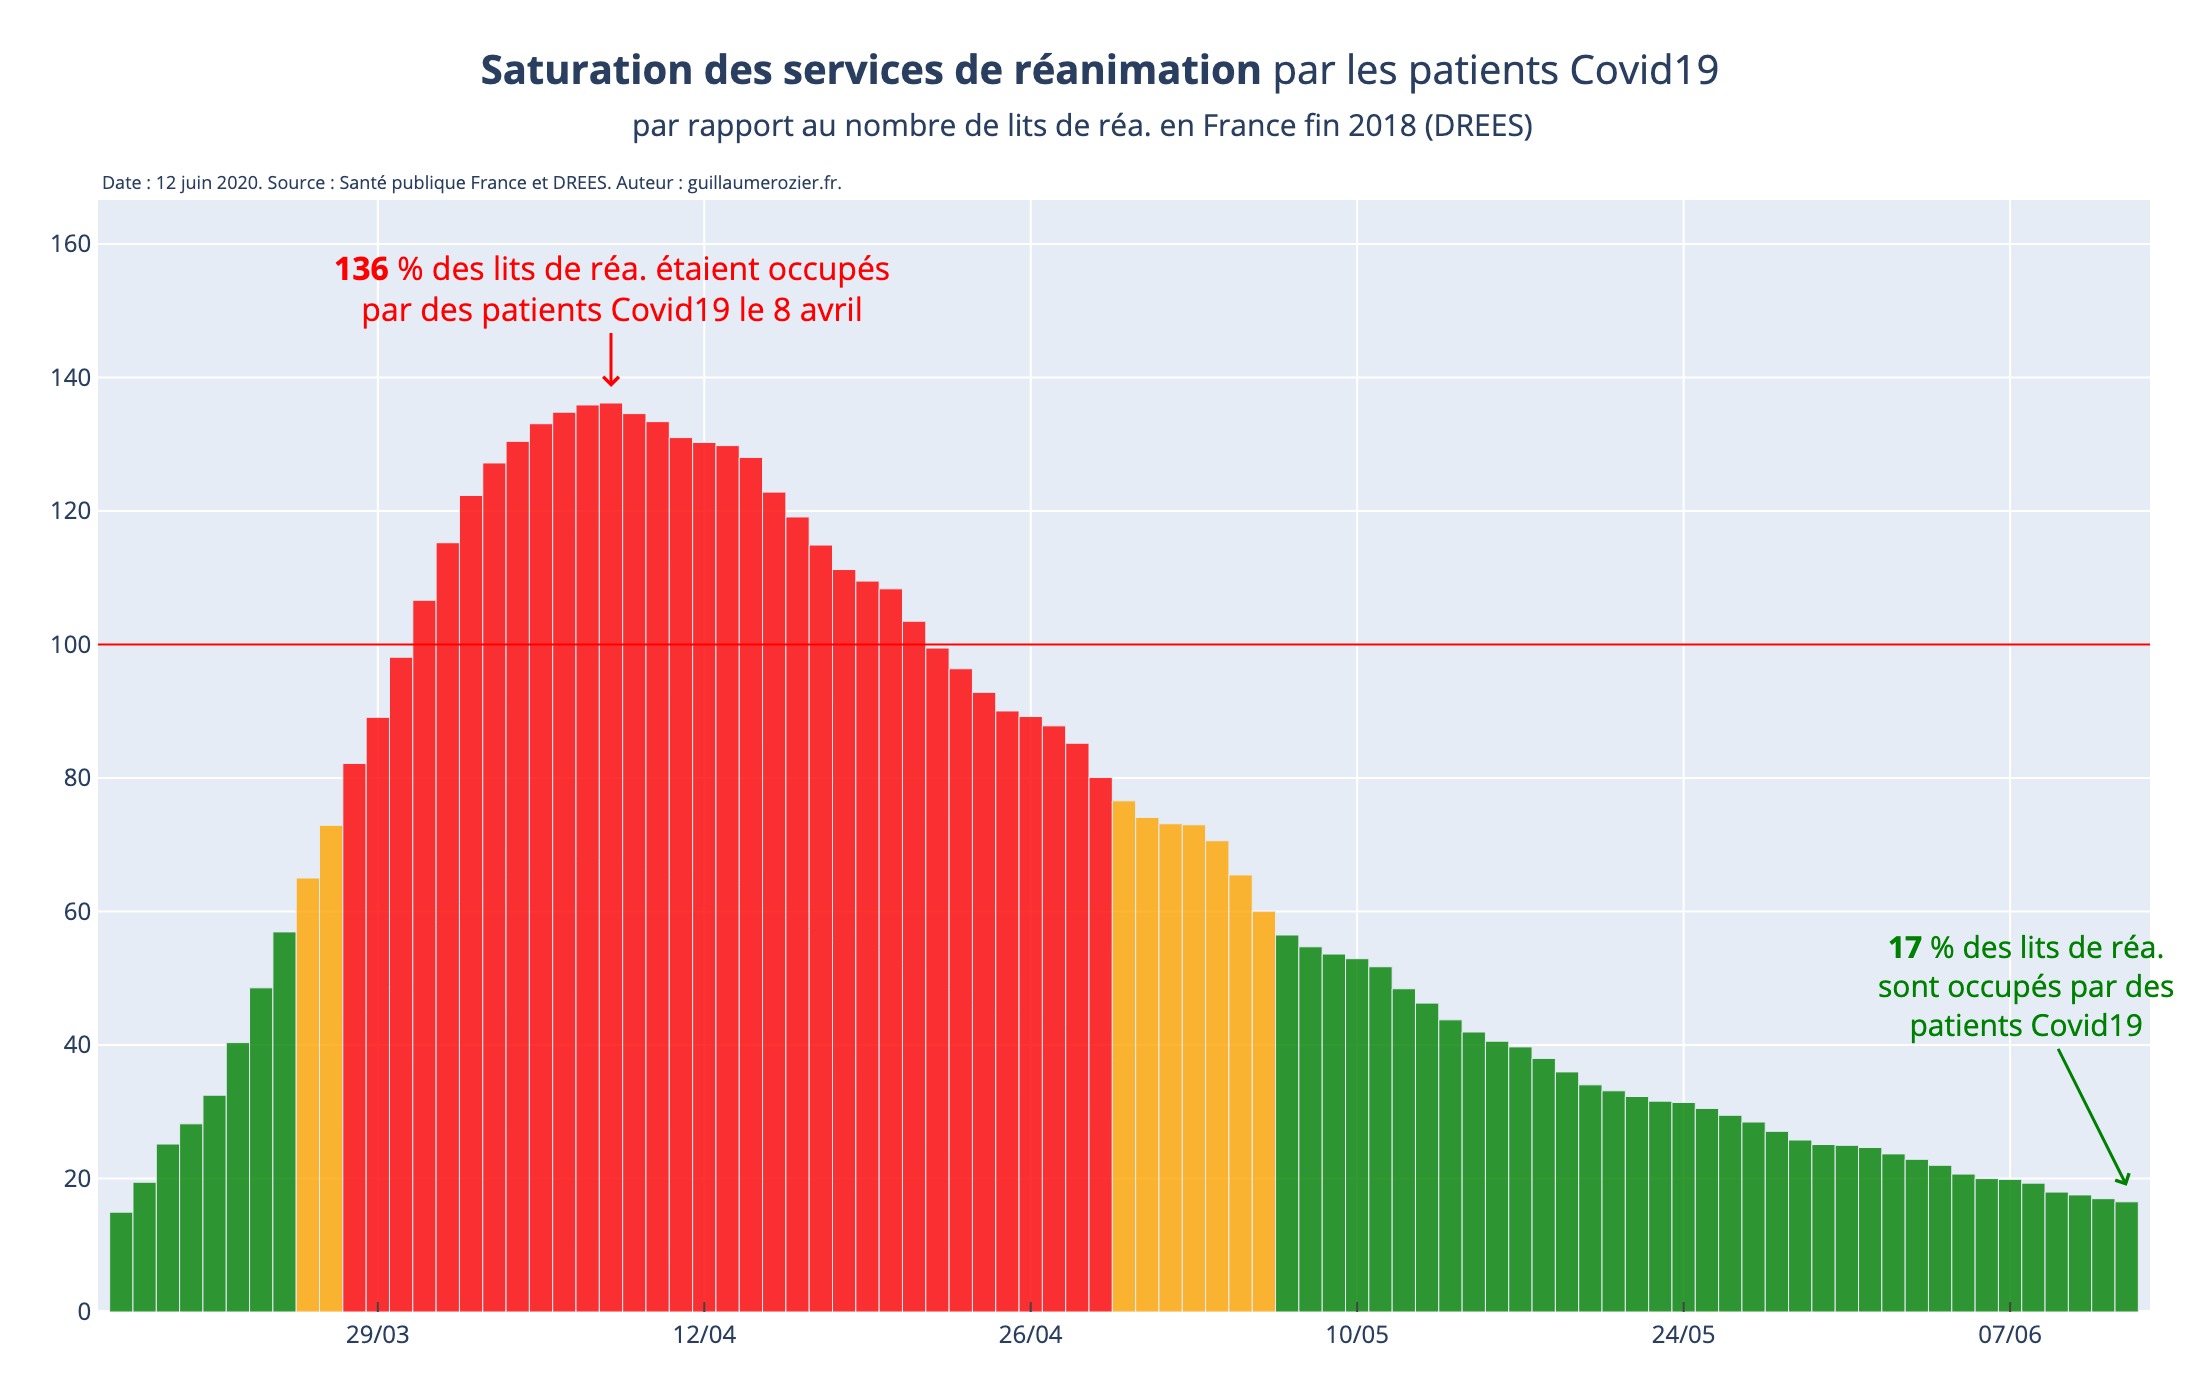 Saturation des services de réanimation par les patients Covid19
par rapport au nombre de lits de réa. en France fin 2018 (DREES)
Date : 12 juin 2020. Source : Santé publique France et DREES. Auteur : guillaumerozier.fr.
160
136 % des lits de réa. étaient occupés
par des patients Covid19 le 8 avril
140
120
100
80
60
17 % des lits de réa.
sont occupés par des
patients Covid19
40
20
0
29/03 12/04 26/04 10/05 24/05 07/06